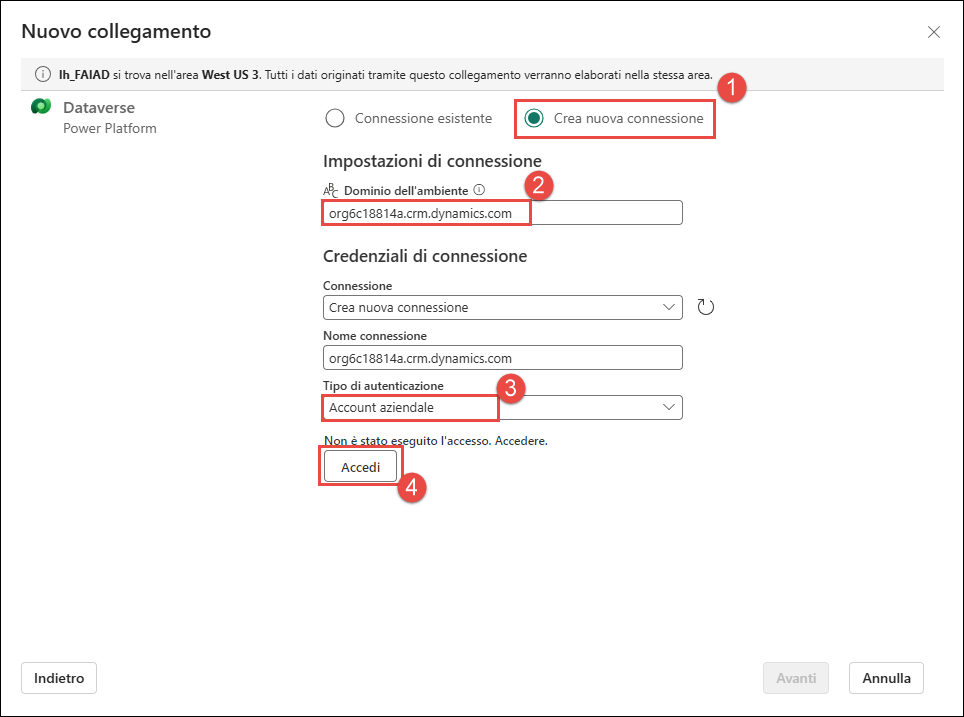 Nuovo collegamento
lh_FAIAD si trova nell'area West US 3. Tutti i dati originati tramite questo collegamento verranno elaborati nella stessa area.
1
Dataverse
Power Platform
Connessione esistente
Crea nuova connessione
Impostazioni di connessione
2
ABC Dominio dell'ambiente
org6c18814a.crm.dynamics.com
Credenziali di connessione
Connessione
Crea nuova connessione
Nome connessione
org6c18814a.crm.dynamics.com
Tipo di autenticazione
3
Account aziendale
Non è stato eseguito l'accesso. Accedere.
Accedi
4
Indietro
Avanti
Annulla